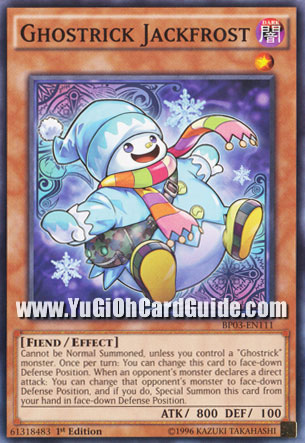 GHOSTRICK JACKFROST
DARK
闇
www.YuGiOhCardGuide.com
BP03-EN111
[FIEND / EFFECT]
Cannot be Normal Summoned, unless you control a "Ghostrick"
monster. Once per turn: You can change this card to face-down
Defense Position. When an opponent's monster declares a direct
attack: You can change that opponent's monster to face-down
Defense Position, and if you do, Special Summon this card from
your hand in face-down Defense Position.
ATK / 800 DEF / 100
61318483 1st Edition ©1996 KAZUKI TAKAHASHI